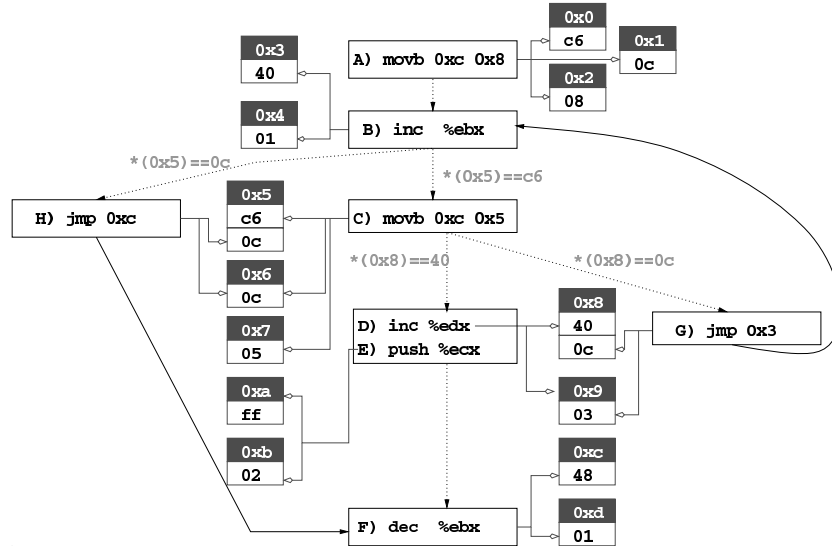 0x0
c6
0x1
0c
0x3
40
A) movb 0xc 0x8
0x2
08
0x4
01
B) inc %ebx
*(0x5)==0c
*(0x5)==c6
0x5
c6
0c
H) jmp 0xc
C) movb 0xc 0x5
*(0x8)==40
*(0x8)==0c
0x6
0c
0x7
05
0x8
40
0c
D) inc %edx
E) push %ecx
G) jmp 0x3
0xa
ff
0x9
03
0xb
02
0xc
48
F) dec %ebx
0xd
01